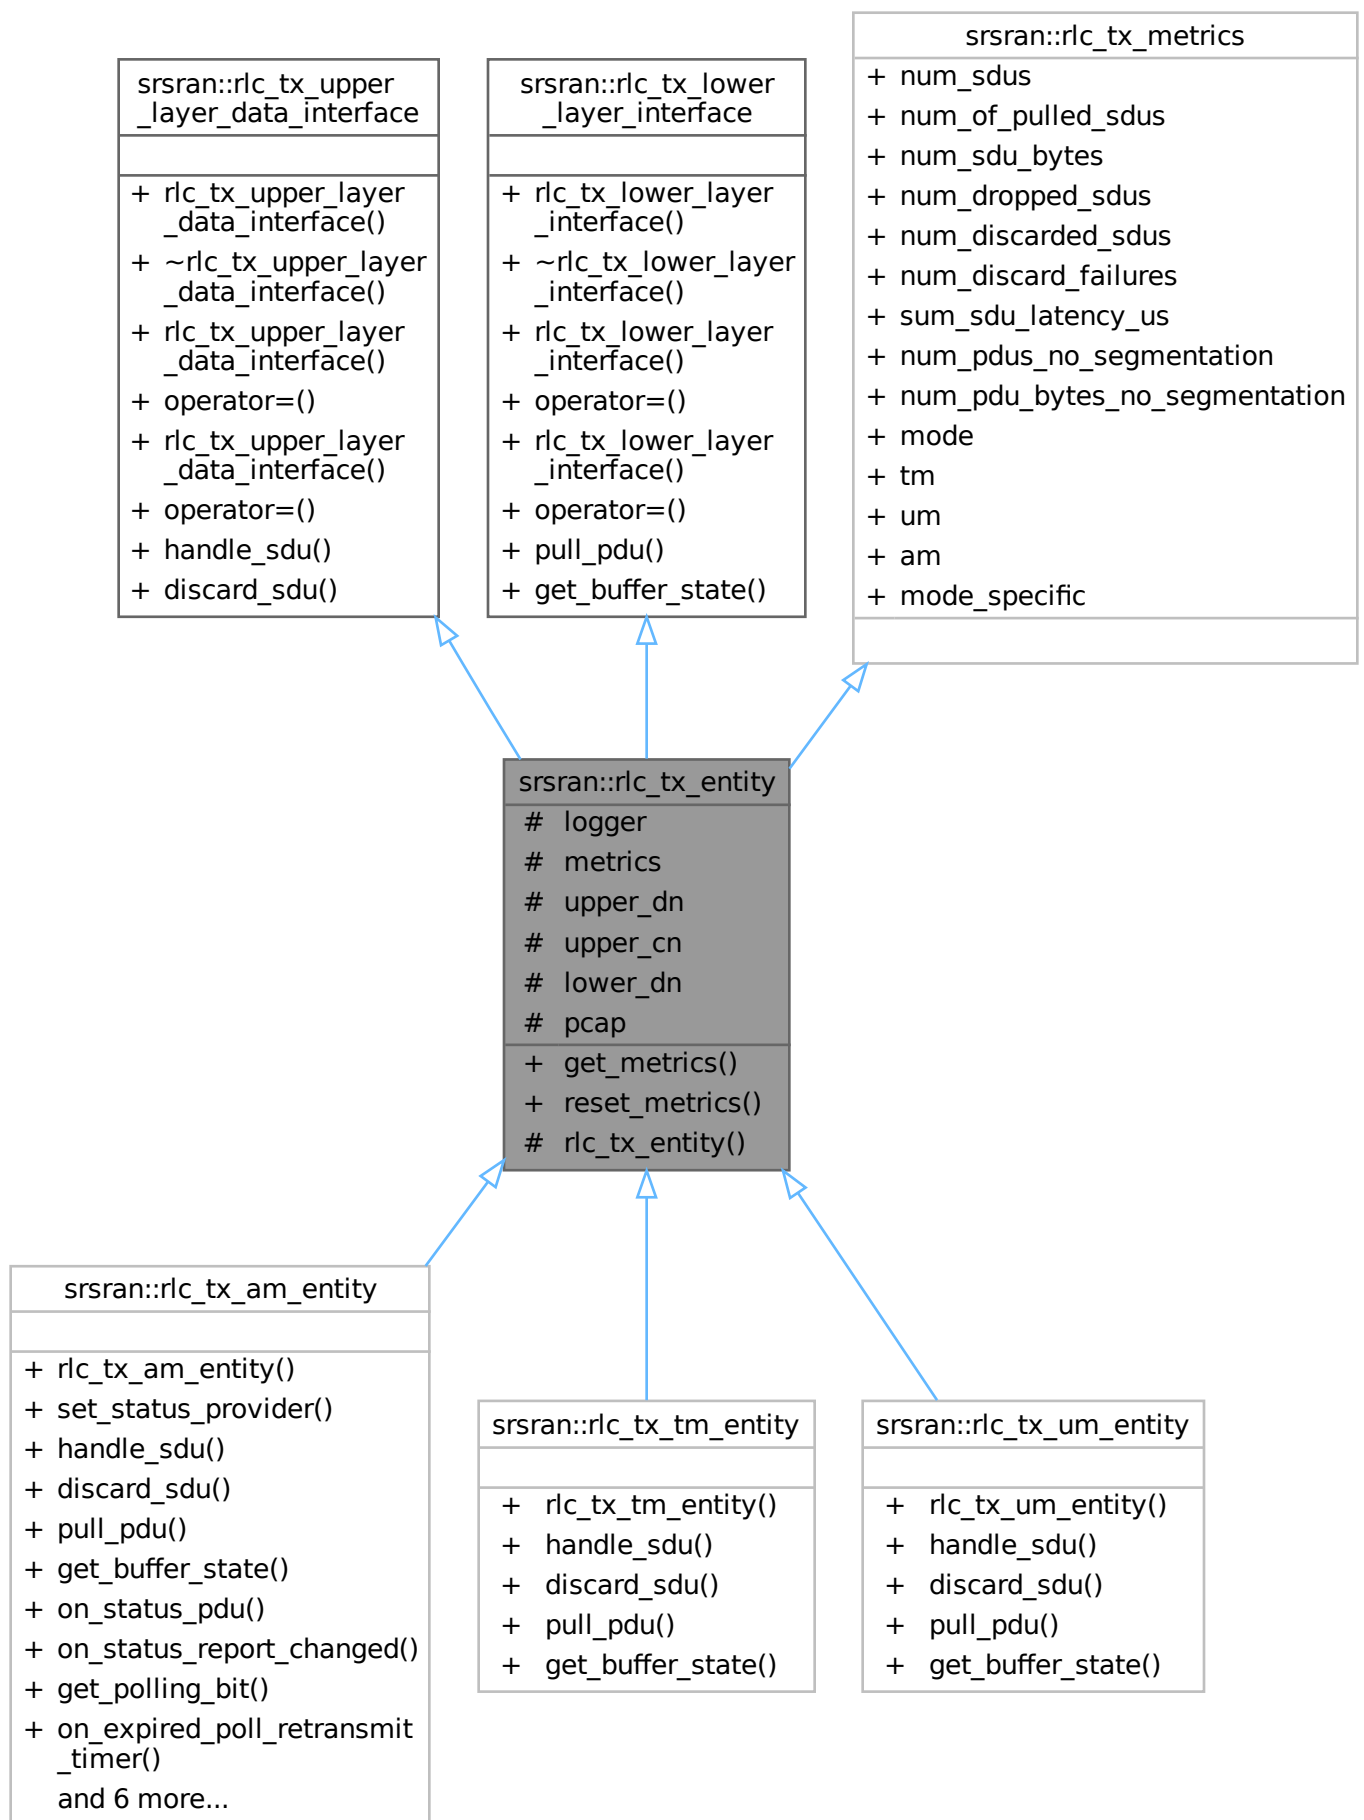 srsran::rlc_tx_upper
_layer_data_interface
+ rlc_tx_upper_layer
_data_interface()
+ ~rlc_tx_upper_layer
_data_interface()
+ rlc_tx_upper_layer
_data_interface()
+ operator=()
+ rlc_tx_upper_layer
_data_interface()
+ operator=()
+ handle_sdu()
+ discard_sdu()
srsran::rlc_tx_lower
_layer_interface
+ rlc_tx_lower_layer
_interface()
+ ~rlc_tx_lower_layer
_interface()
+ rlc_tx_lower_layer
_interface()
+ operator=()
+ rlc_tx_lower_layer
_interface()
+ operator=()
+ pull_pdu()
+ get_buffer_state()
srsran::rlc_tx_metrics
+ num_sdus
+ num_of_pulled_sdus
+ num_sdu_bytes
+ num_dropped_sdus
+ num_discarded_sdus
+ num_discard_failures
+ sum_sdu_latency_us
+ num_pdus_no_segmentation
+ num_pdu_bytes_no_segmentation
+ mode
+ tm
+ um
+ am
+ mode_specific
srsran::rlc_tx_entity
# logger
# metrics
# upper_dn
# upper_cn
# lower_dn
# pcap
+ get_metrics()
+ reset_metrics()
# rlc_tx_entity()
srsran::rlc_tx_am_entity
+ rlc_tx_am_entity()
+ set_status_provider()
+ handle_sdu()
+ discard_sdu()
+ pull_pdu()
+ get_buffer_state()
+ on_status_pdu()
+ on_status_report_changed()
+ get_polling_bit()
+ on_expired_poll_retransmit
_timer()
and 6 more...
srsran::rlc_tx_tm_entity
+ rlc_tx_tm_entity()
+ handle_sdu()
+ discard_sdu()
+ pull_pdu()
+ get_buffer_state()
srsran::rlc_tx_um_entity
+ rlc_tx_um_entity()
+ handle_sdu()
+ discard_sdu()
+ pull_pdu()
+ get_buffer_state()